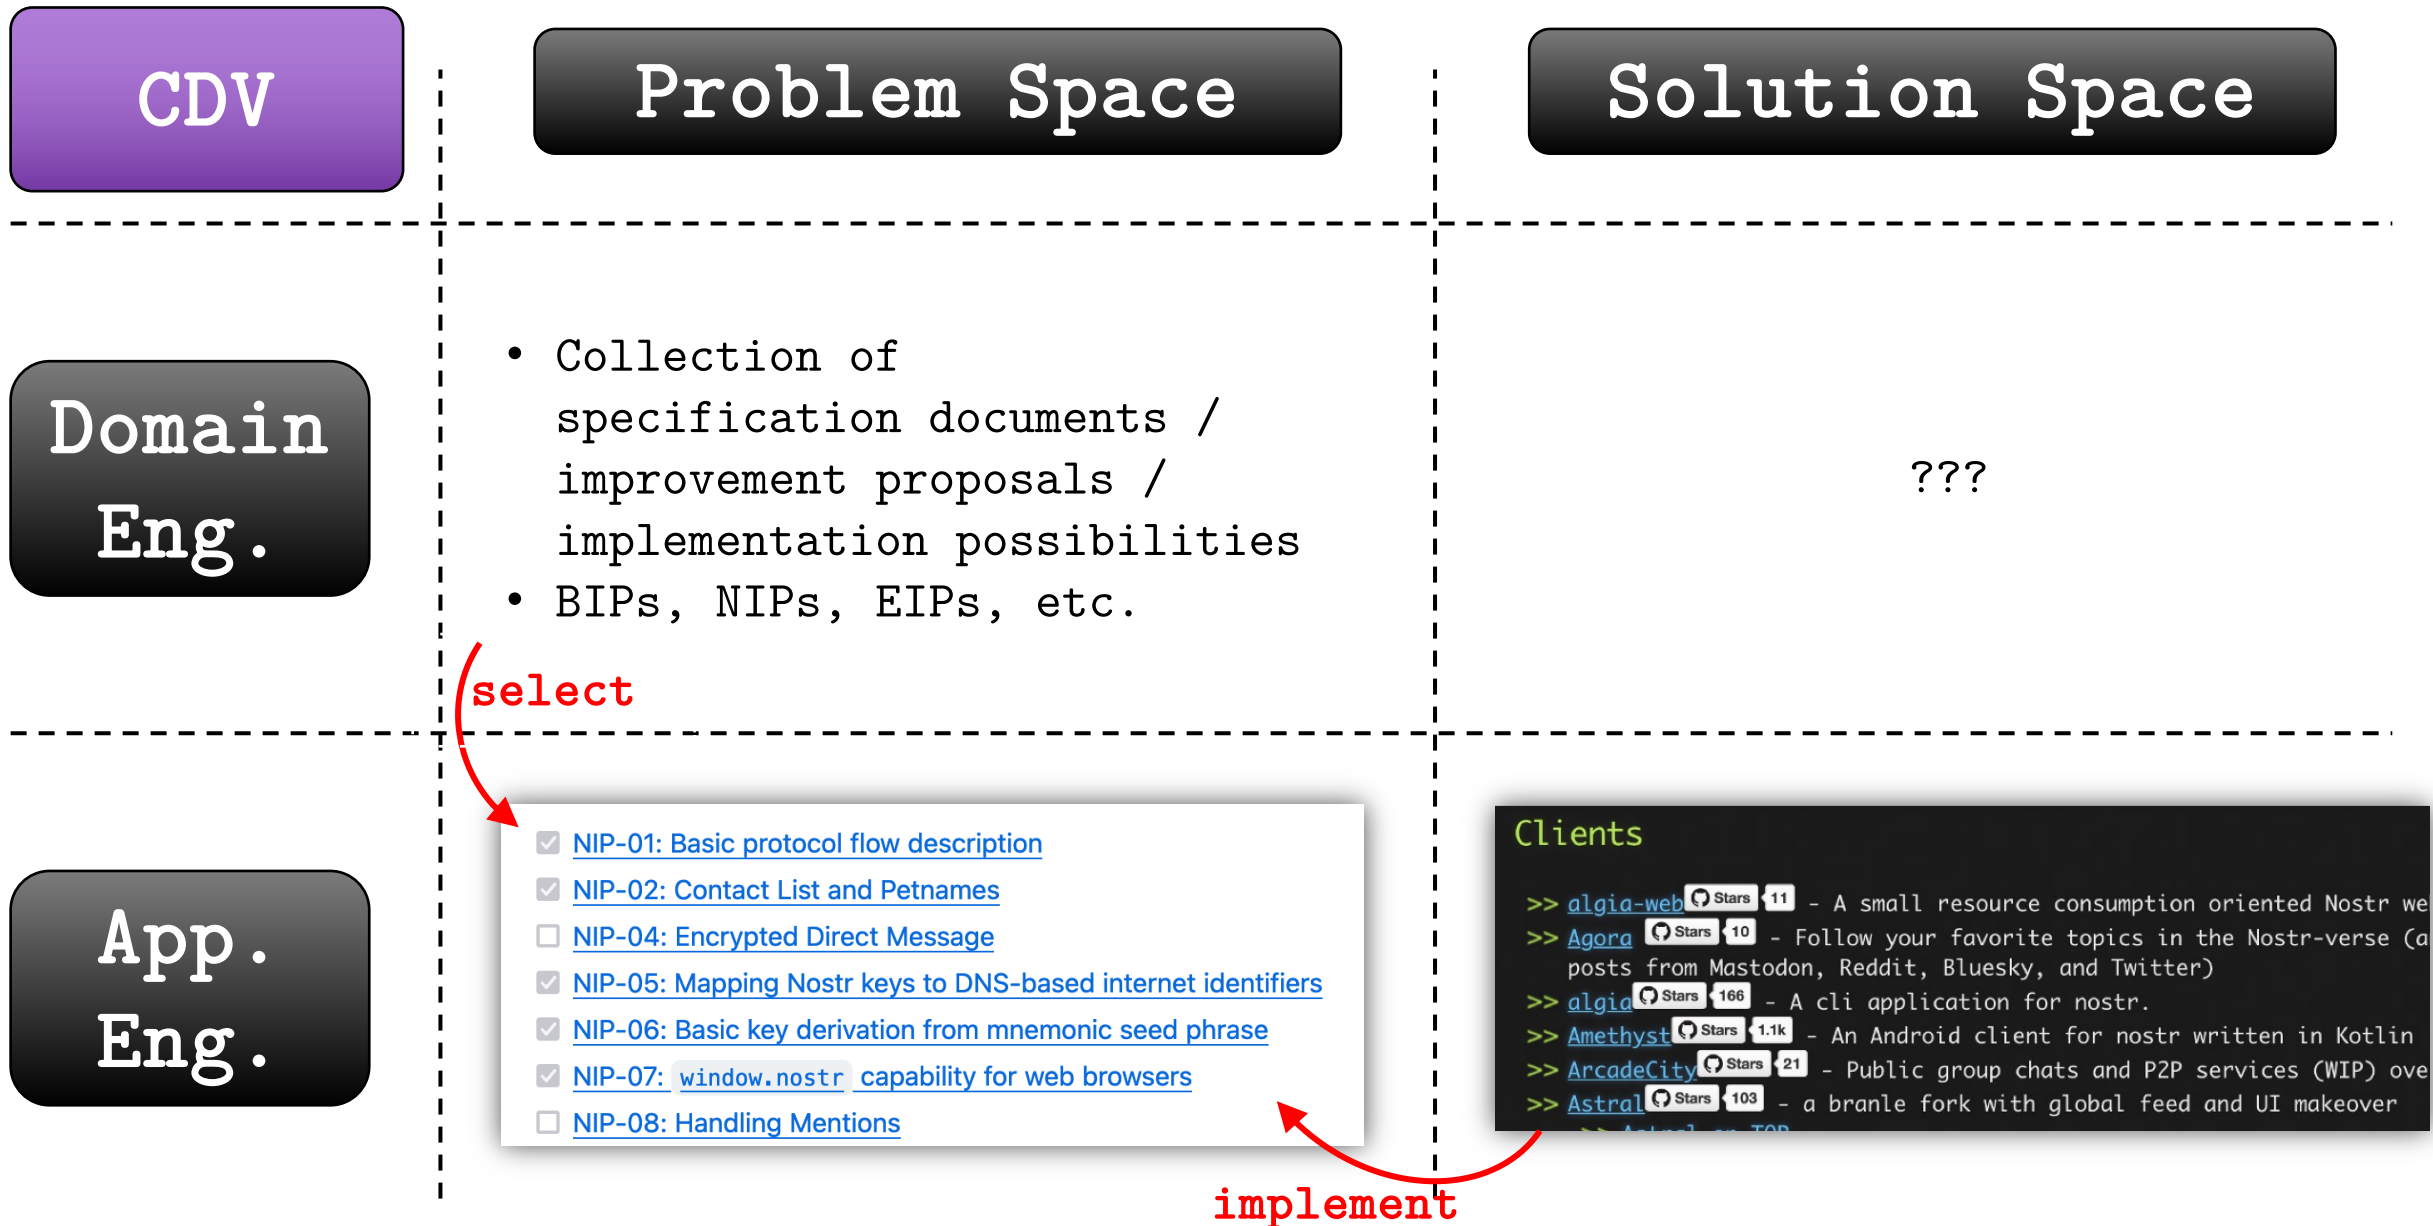 CDV
Problem Space
Solution Space
Domain
Eng.
• Collection of
specification documents /
improvement proposals /
implementation possibilities
• BIPs, NIPs, EIPs, etc.
???
select
App.
Eng.
NIP-01: Basic protocol flow description
NIP-02: Contact List and Petnames
NIP-04: Encrypted Direct Message
NIP-05: Mapping Nostr keys to DNS-based internet identifiers
NIP-06: Basic key derivation from mnemonic seed phrase
NIP-07: window.nostr capability for web browsers
NIP-08: Handling Mentions
Clients
>> algia-web Stars 11 - A small resource consumption oriented Nostr we
>> Agora Stars 10 - Follow your favorite topics in the Nostr-verse (a
posts from Mastodon, Reddit, Bluesky, and Twitter)
>> algia Stars 166 - A cli application for nostr.
>> Amethyst Stars 1.1k - An Android client for nostr written in Kotlin
>> ArcadeCity Stars 21 - Public group chats and P2P services (WIP) ove
>> Astral Stars 103 - a branle fork with global feed and UI makeover
implement